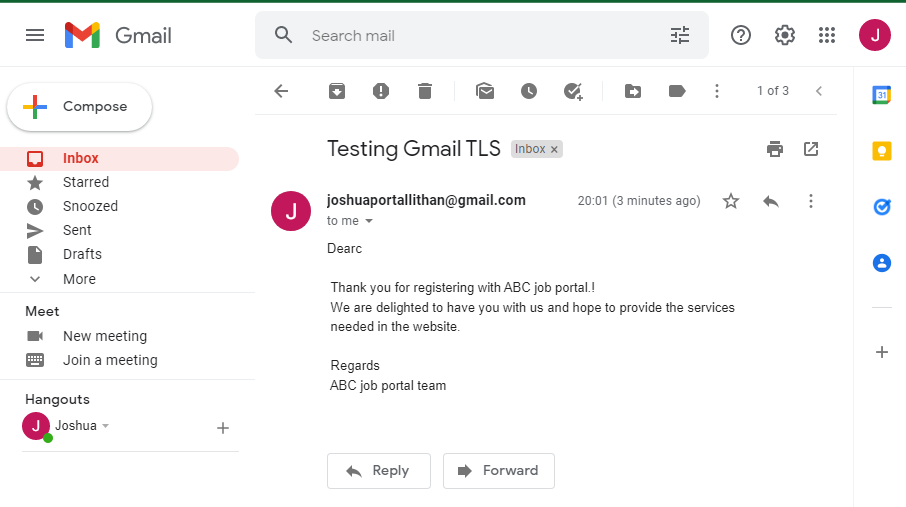 Gmail
Search mail
J
Compose
1 of 3
31
Inbox
Starred
Snoozed
Sent
Drafts
More
Meet
New meeting
Join a meeting
Hangouts
J
Joshua
Testing Gmail TLS
Inbox ×
J
joshuaportallithan@gmail.com
20:01 (3 minutes ago)
to me
Dearc
Thank you for registering with ABC job portal.!
We are delighted to have you with us and hope to provide the services
needed in the website.
Regards
ABC job portal team
Reply
Forward